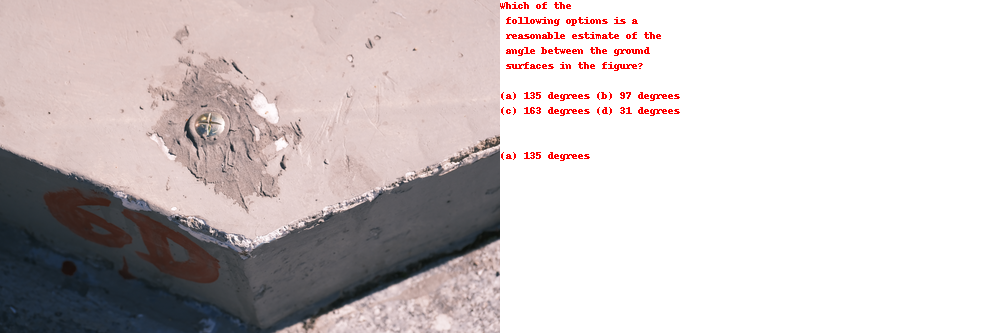 6D
Which of the
following options is a
reasonable estimate of the
angle between the ground
surfaces in the figure?
(a) 135 degrees (b) 97 degrees
(c) 163 degrees (d) 31 degrees
(a) 135 degrees